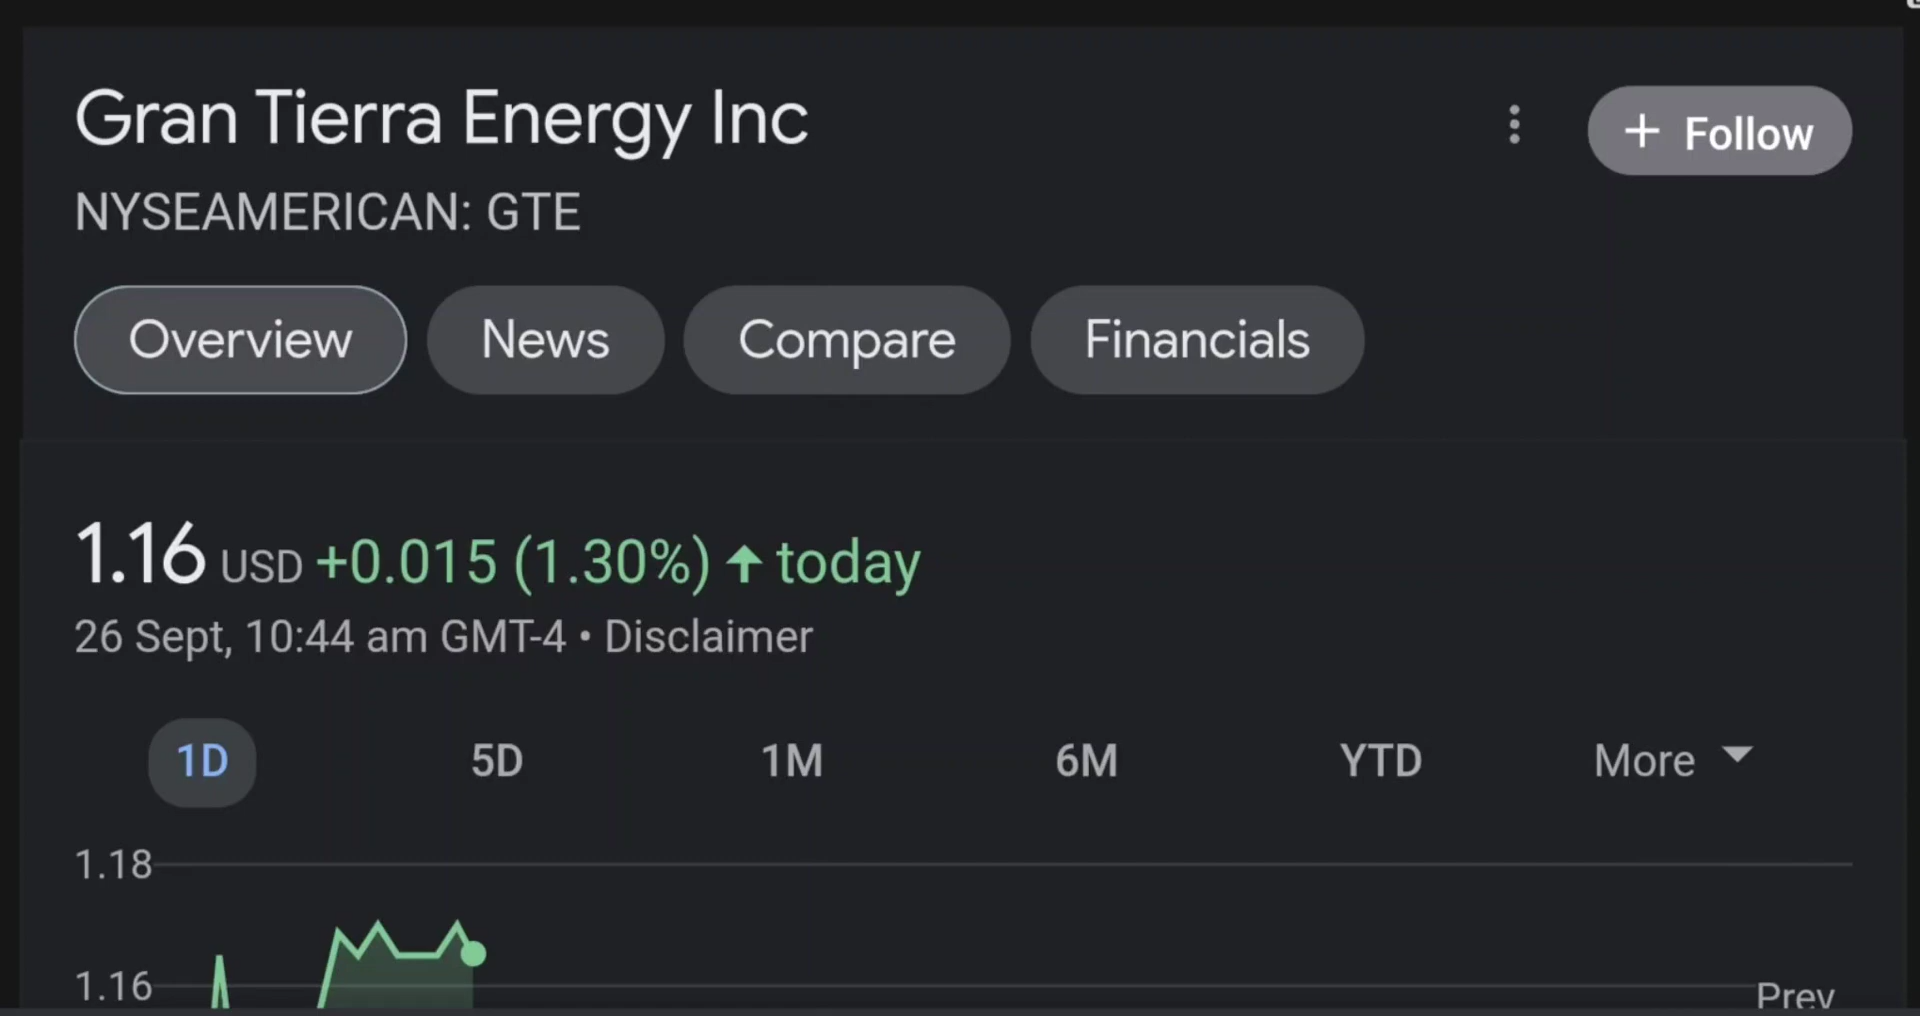 Gran Tierra Energy Inc
+ Follow
NYSEAMERICAN: GTE
Overview News Compare Financials
1.16 USD +0.015 (1.30%) ↑ today
26 Sept, 10:44 am GMT-4 • Disclaimer
1D 5D 1M 6M YTD More
1.18
1.16
Prev